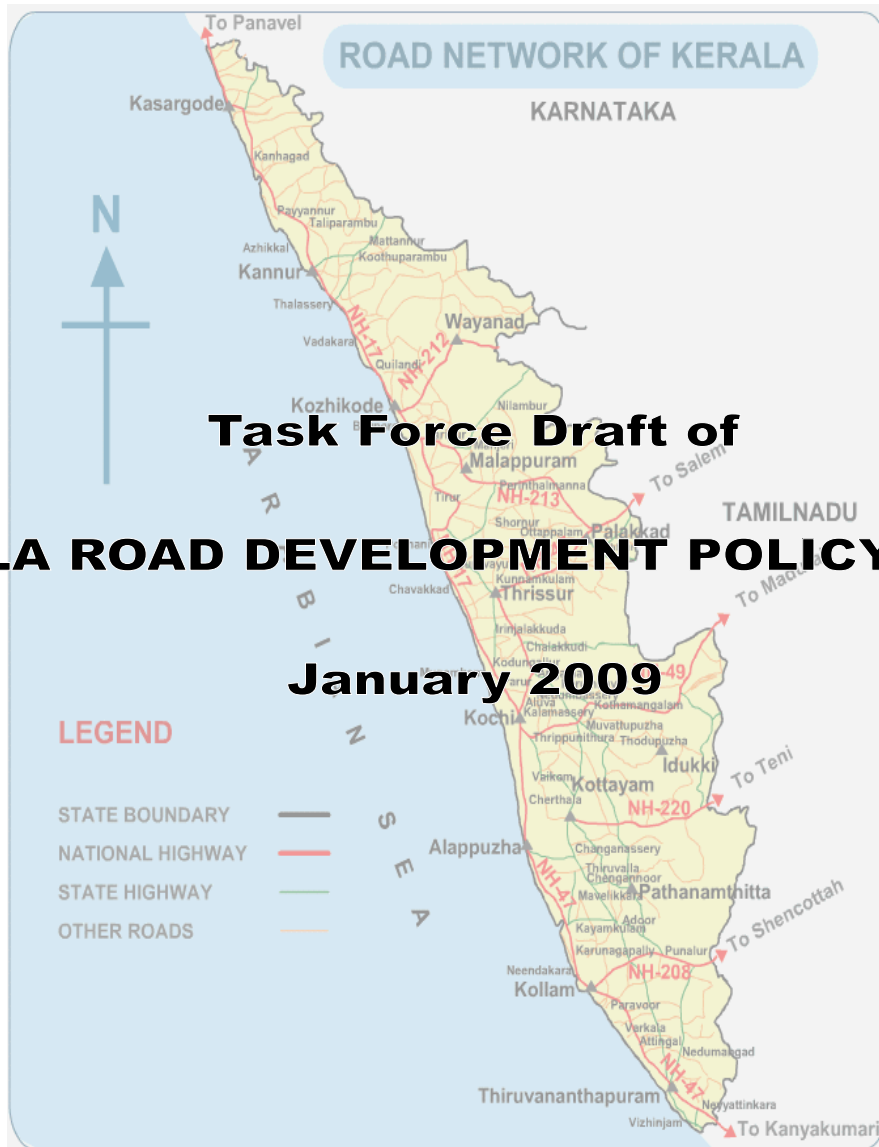 To Panavel
ROAD NETWORK OF KERALA
KARNATAKA
Kasargode
Kanhagad
N
Payyannur
Taliparambu
Azhikkal
Mattannur
Koothuparambu
Kannur
Thalassery
NH-17
Wayanad
Vadakara
NH-212
Quilandi
Kozhikode
Nilambur
Task Force Draft of
Malappuram
To Salem
Perinthalmanna
Tirur
NH-213
TAMILNADU
Shornur
Ottappalam
Palakkad
LA ROAD DEVELOPMENT POLICY
Kunnamkulam
Chavakkad
Thrissur
Irinjalakkuda
Chalakkudi
January 2009
Aluva
Kothamangalam
Kalamassery
Kochi
Muvattupuzha
LEGEND
Thrippunithura
Thodupuzha
Idukki
To Teni
Vaikom
Kottayam
Cherthala
NH-220
STATE BOUNDARY
NATIONAL HIGHWAY
STATE HIGHWAY
OTHER ROADS
Alappuzha
Changanassery
Thiruvalla
Chengannoor
NH-47
Mavelikkara
Pathanamthitta
Adoor
Kayamkulam
To Shencottah
Karunagapally
Punalur
Neendakara
NH-208
Kollam
Paravoor
Varkala
Attingal
Nedumangad
NH-47
Thiruvananthapuram
Neyyattinkara
Vizhinjam
To Kanyakumari